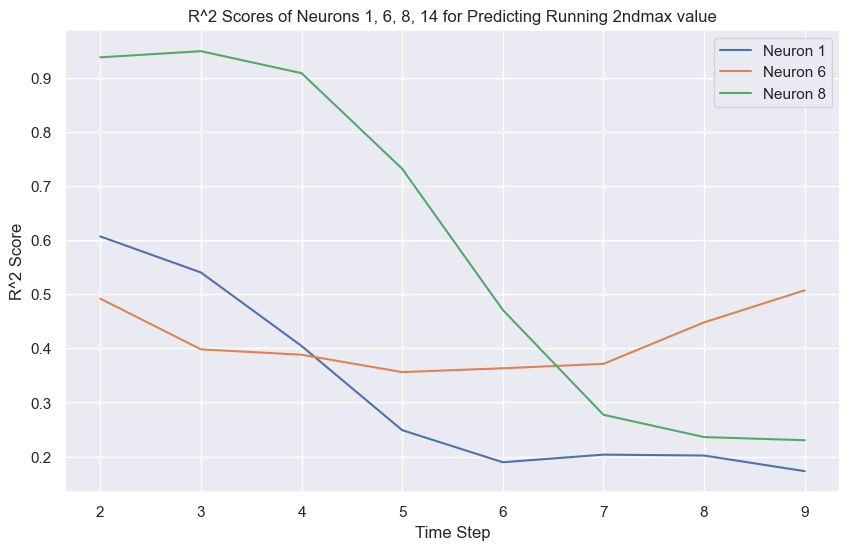 R^2 Scores of Neurons 1, 6, 8, 14 for Predicting Running 2ndmax value
Neuron 1
Neuron 6
Neuron 8
0.9
0.8
0.7
0.6
0.5
0.4
0.3
0.2
R^2 Score
2 3 4 5 6 7 8 9
Time Step